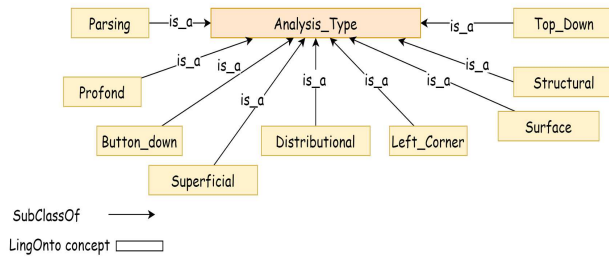 Parsing
is_a
Analysis_Type
is_a
Top_Down
Profond
is_a
is_a
is_a
is_a
is_a
is_a
is_a
Structural
Button_down
Distributional
Left_Corner
Surface
Superficial
SubClassOf
LingOnto concept